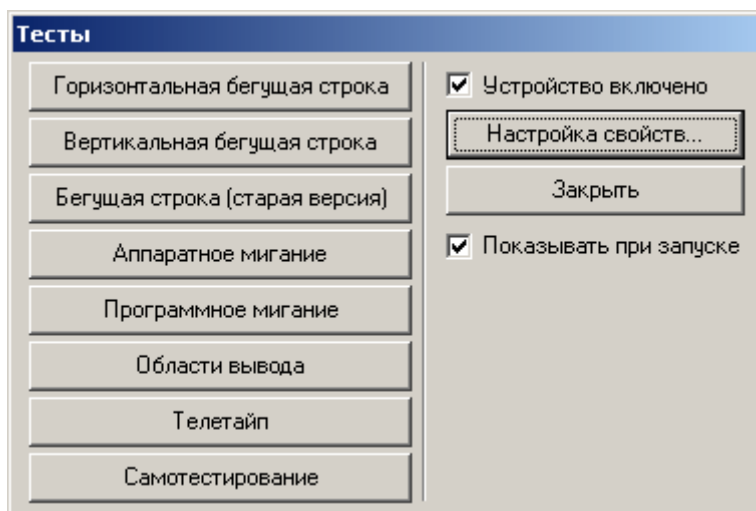 Тесты
Горизонтальная бегущая строка
Вертикальная бегущая строка
Бегущая строка (старая версия)
Аппаратное мигание
Программное мигание
Области вывода
Телетайп
Самотестирование
Устройство включено
Настройка свойств...
Закрыть
Показывать при запуске